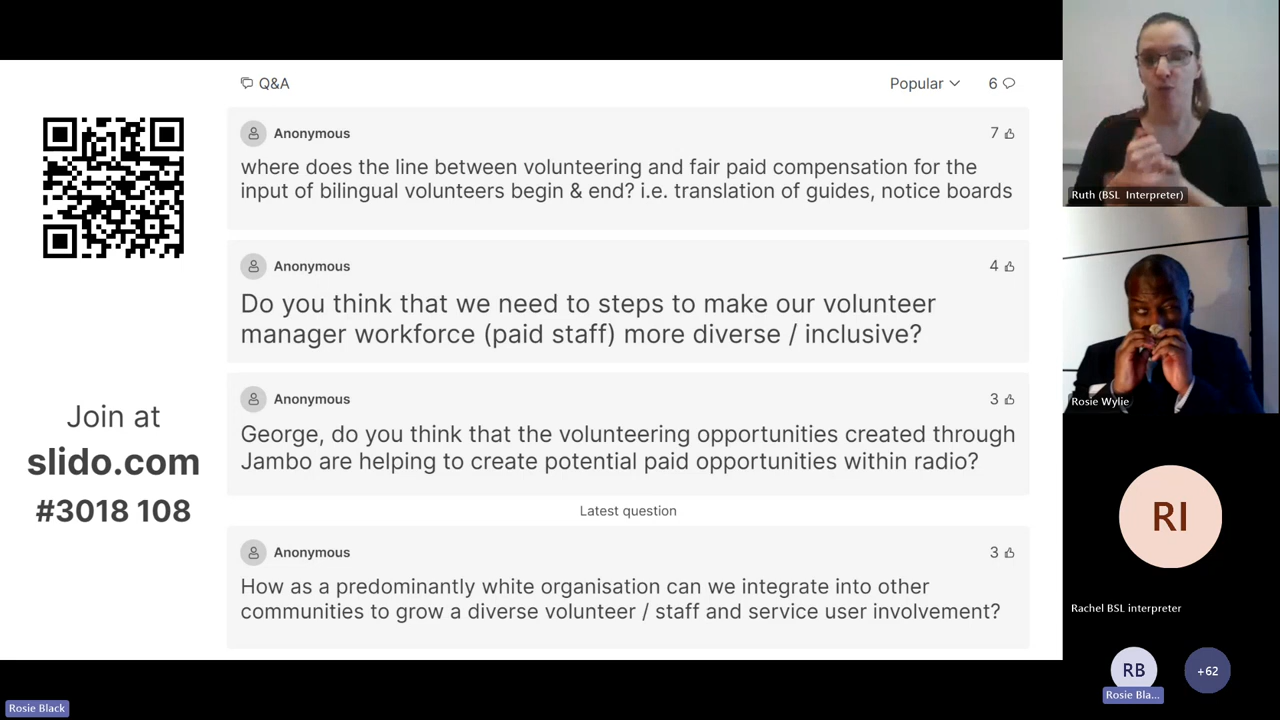 Q&A
Popular
6
Anonymous
7
where does the line between volunteering and fair paid compensation for the
input of bilingual volunteers begin & end? i.e. translation of guides, notice boards
Anonymous
4
Do you think that we need to steps to make our volunteer
manager workforce (paid staff) more diverse / inclusive?
Anonymous
3
George, do you think that the volunteering opportunities created through
Jambo are helping to create potential paid opportunities within radio?
Latest question
Anonymous
3
How as a predominantly white organisation can we integrate into other
communities to grow a diverse volunteer / staff and service user involvement?
Join at
slido.com
#3018 108
Ruth (BSL Interpreter)
Rosie Wylie
RI
Rachel BSL interpreter
RB
Rosie Bla...
+62
Rosie Black